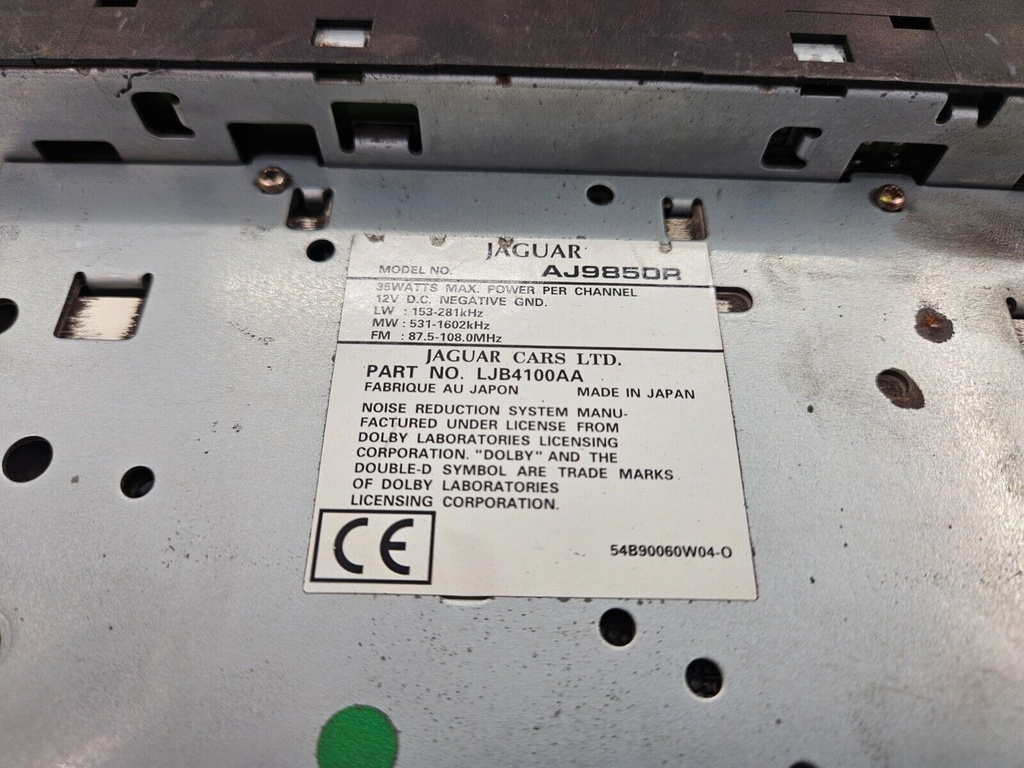 JAGUAR
MODEL NO. AJ9850R
35WATTS MAX. POWER PER CHANNEL
12V D.C. NEGATIVE GND.
LW : 153-281kHz
MW : 531-1602kHz
FM : 87.5-108.0MHz
JAGUAR CARS LTD.
PART NO. LJB4100AA
FABRIQUE AU JAPON MADE IN JAPAN
NOISE REDUCTION SYSTEM MANU-
FACTURED UNDER LICENSE FROM
DOLBY LABORATORIES LICENSING
CORPORATION. "DOLBY" AND THE
DOUBLE-D SYMBOL ARE TRADE MARKS
OF DOLBY LABORATORIES
LICENSING CORPORATION.
CE
54B90060W04-O